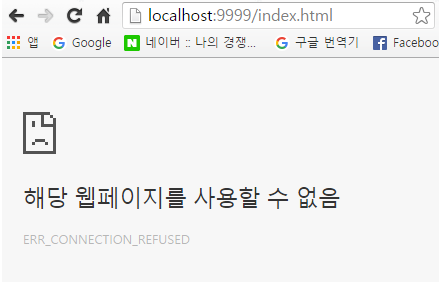 localhost:9999/index.html
앱 Google N 네이버 :: 나의 경쟁... G 구글 번역기 f Faceboo
해당 웹페이지를 사용할 수 없음
ERR_CONNECTION_REFUSED